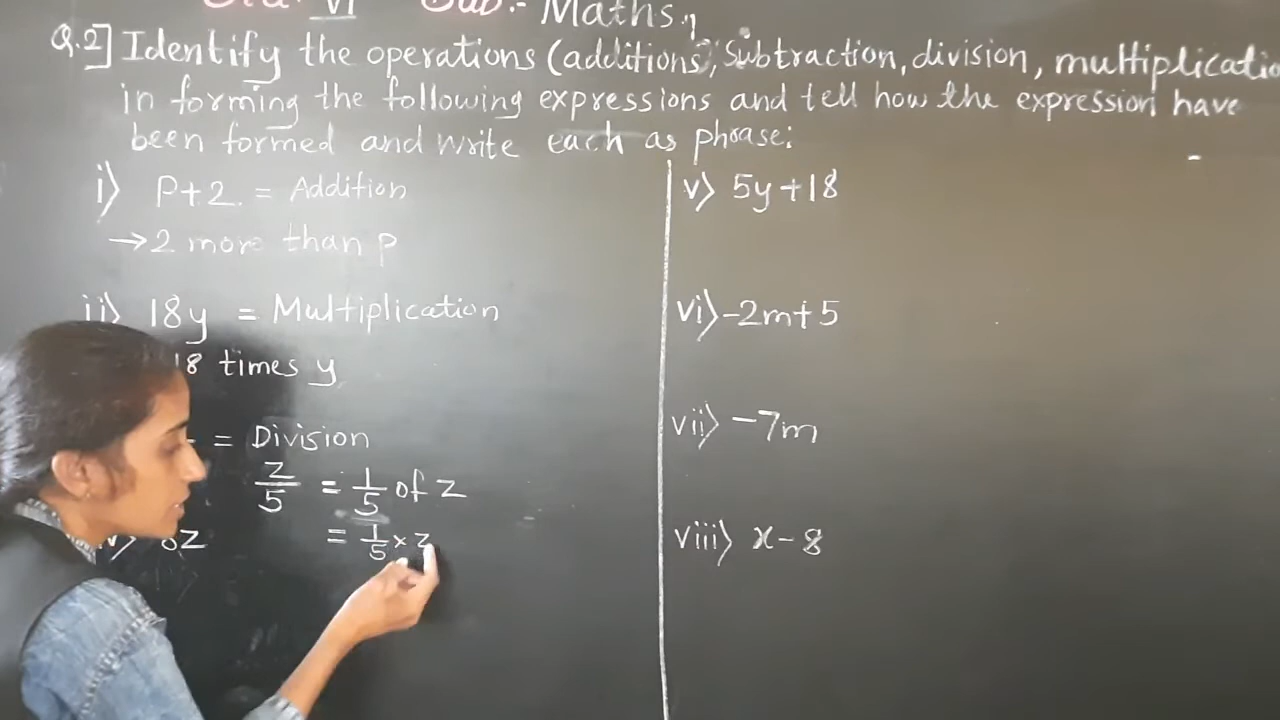 Std:- VI Sub:- Maths.
Q.2] Identify the operations (additions, subtraction, division, multiplicatio
in forming the following expressions and tell how the expression have
been formed and write each as phrase:
i) P+2 = Addition
→ 2 more than p
ii) 18y = Multiplication
18 times y
= Division
z/5 = 1/5 of z
= 1/5 × z
z
v) 5y+18
vi) -2m+5
vii) -7m
viii) x-8